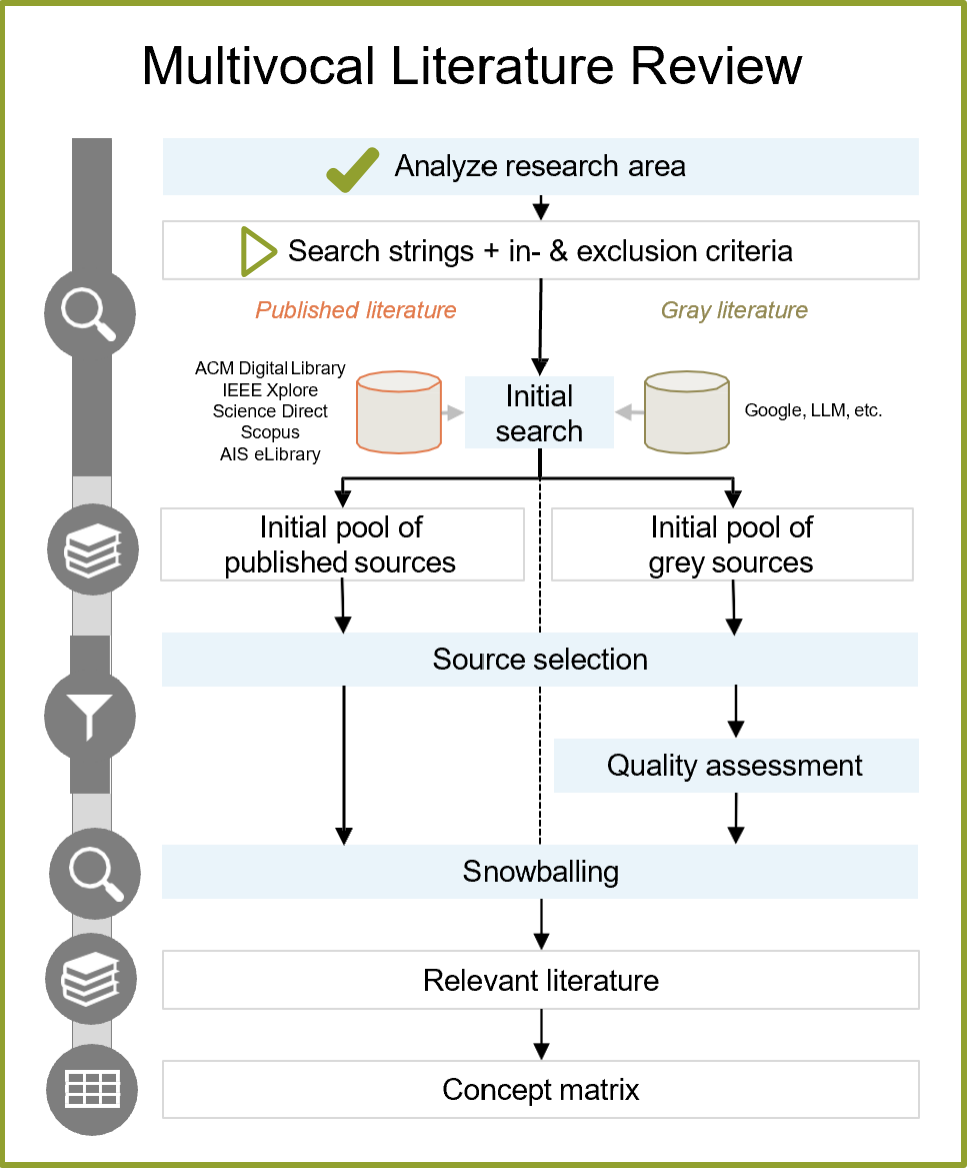 Multivocal Literature Review
Analyze research area
Search strings + in- & exclusion criteria
Published literature
Gray literature
ACM Digital Library
IEEE Xplore
Science Direct
Scopus
AIS eLibrary
Initial
search
Google, LLM, etc.
Initial pool of
published sources
Initial pool of
grey sources
Source selection
Quality assessment
Snowballing
Relevant literature
Concept matrix